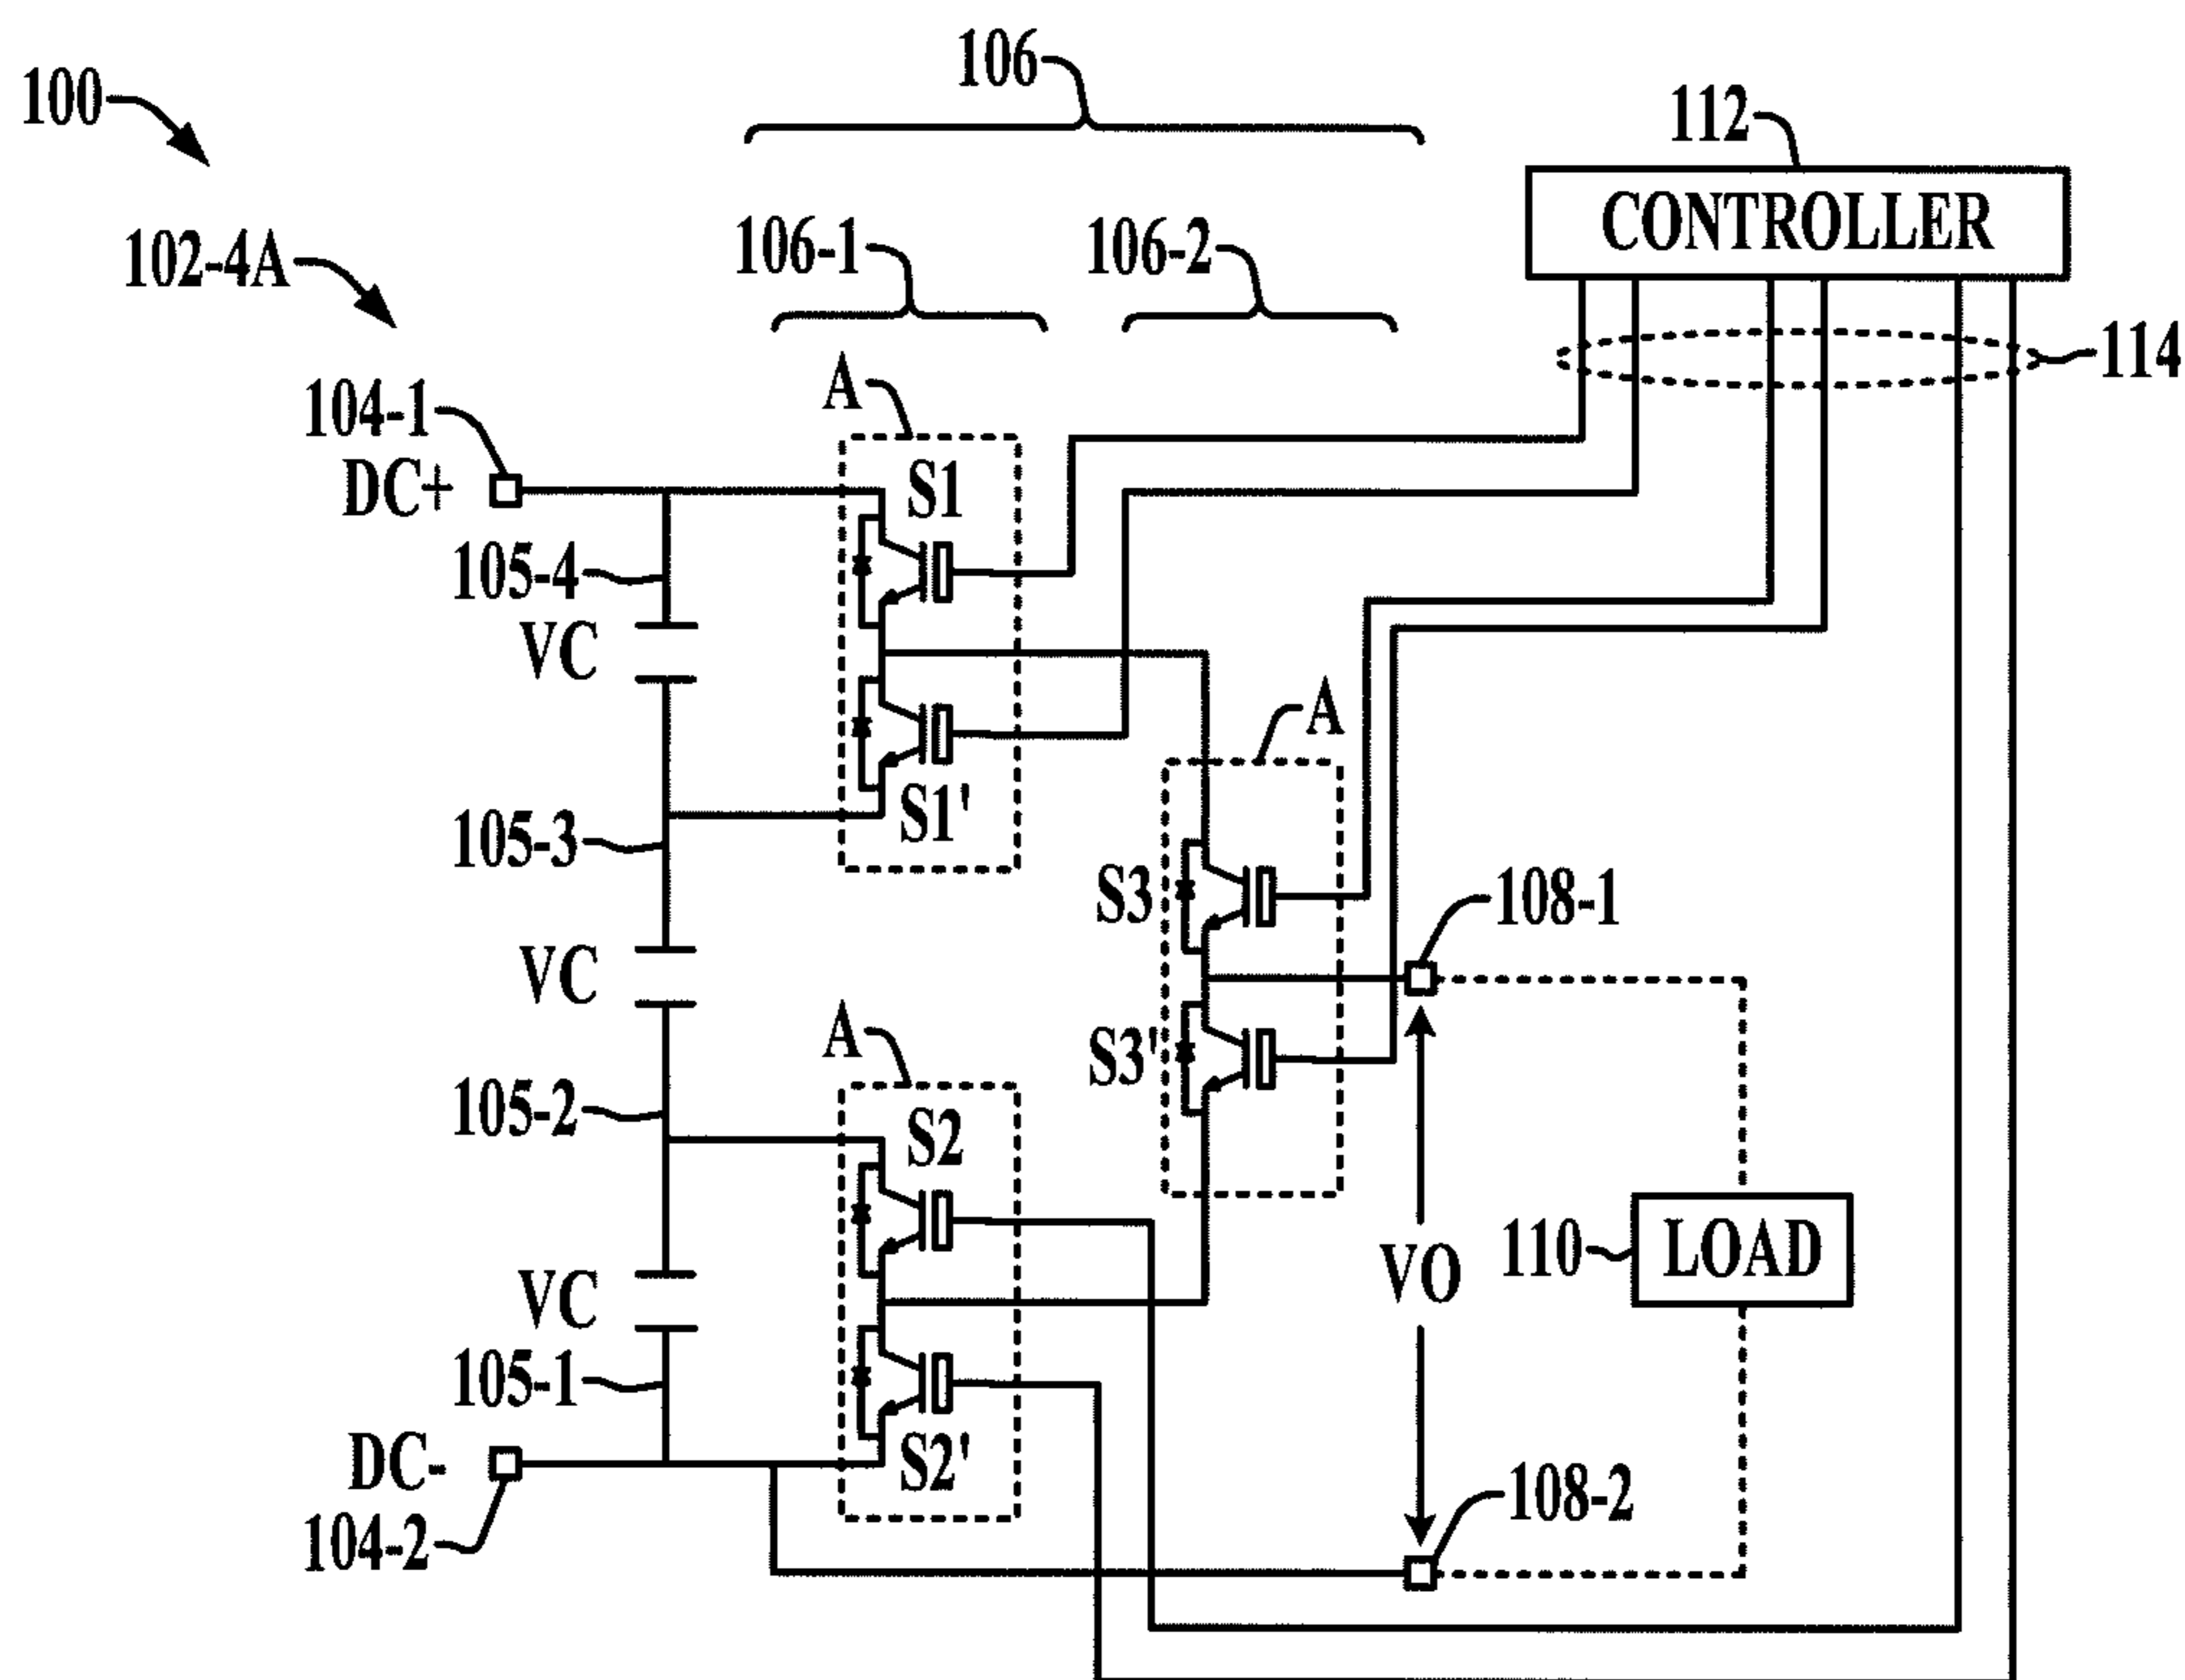 106
100
112
CONTROLLER
102-4A
106-1
106-2
114
A
104-1
DC+
S1
105-4
VC
A
S1'
105-3
S3
108-1
VC
A
S3'
105-2
S2
VC
VO
110
LOAD
105-1
DC-
S2'
108-2
104-2